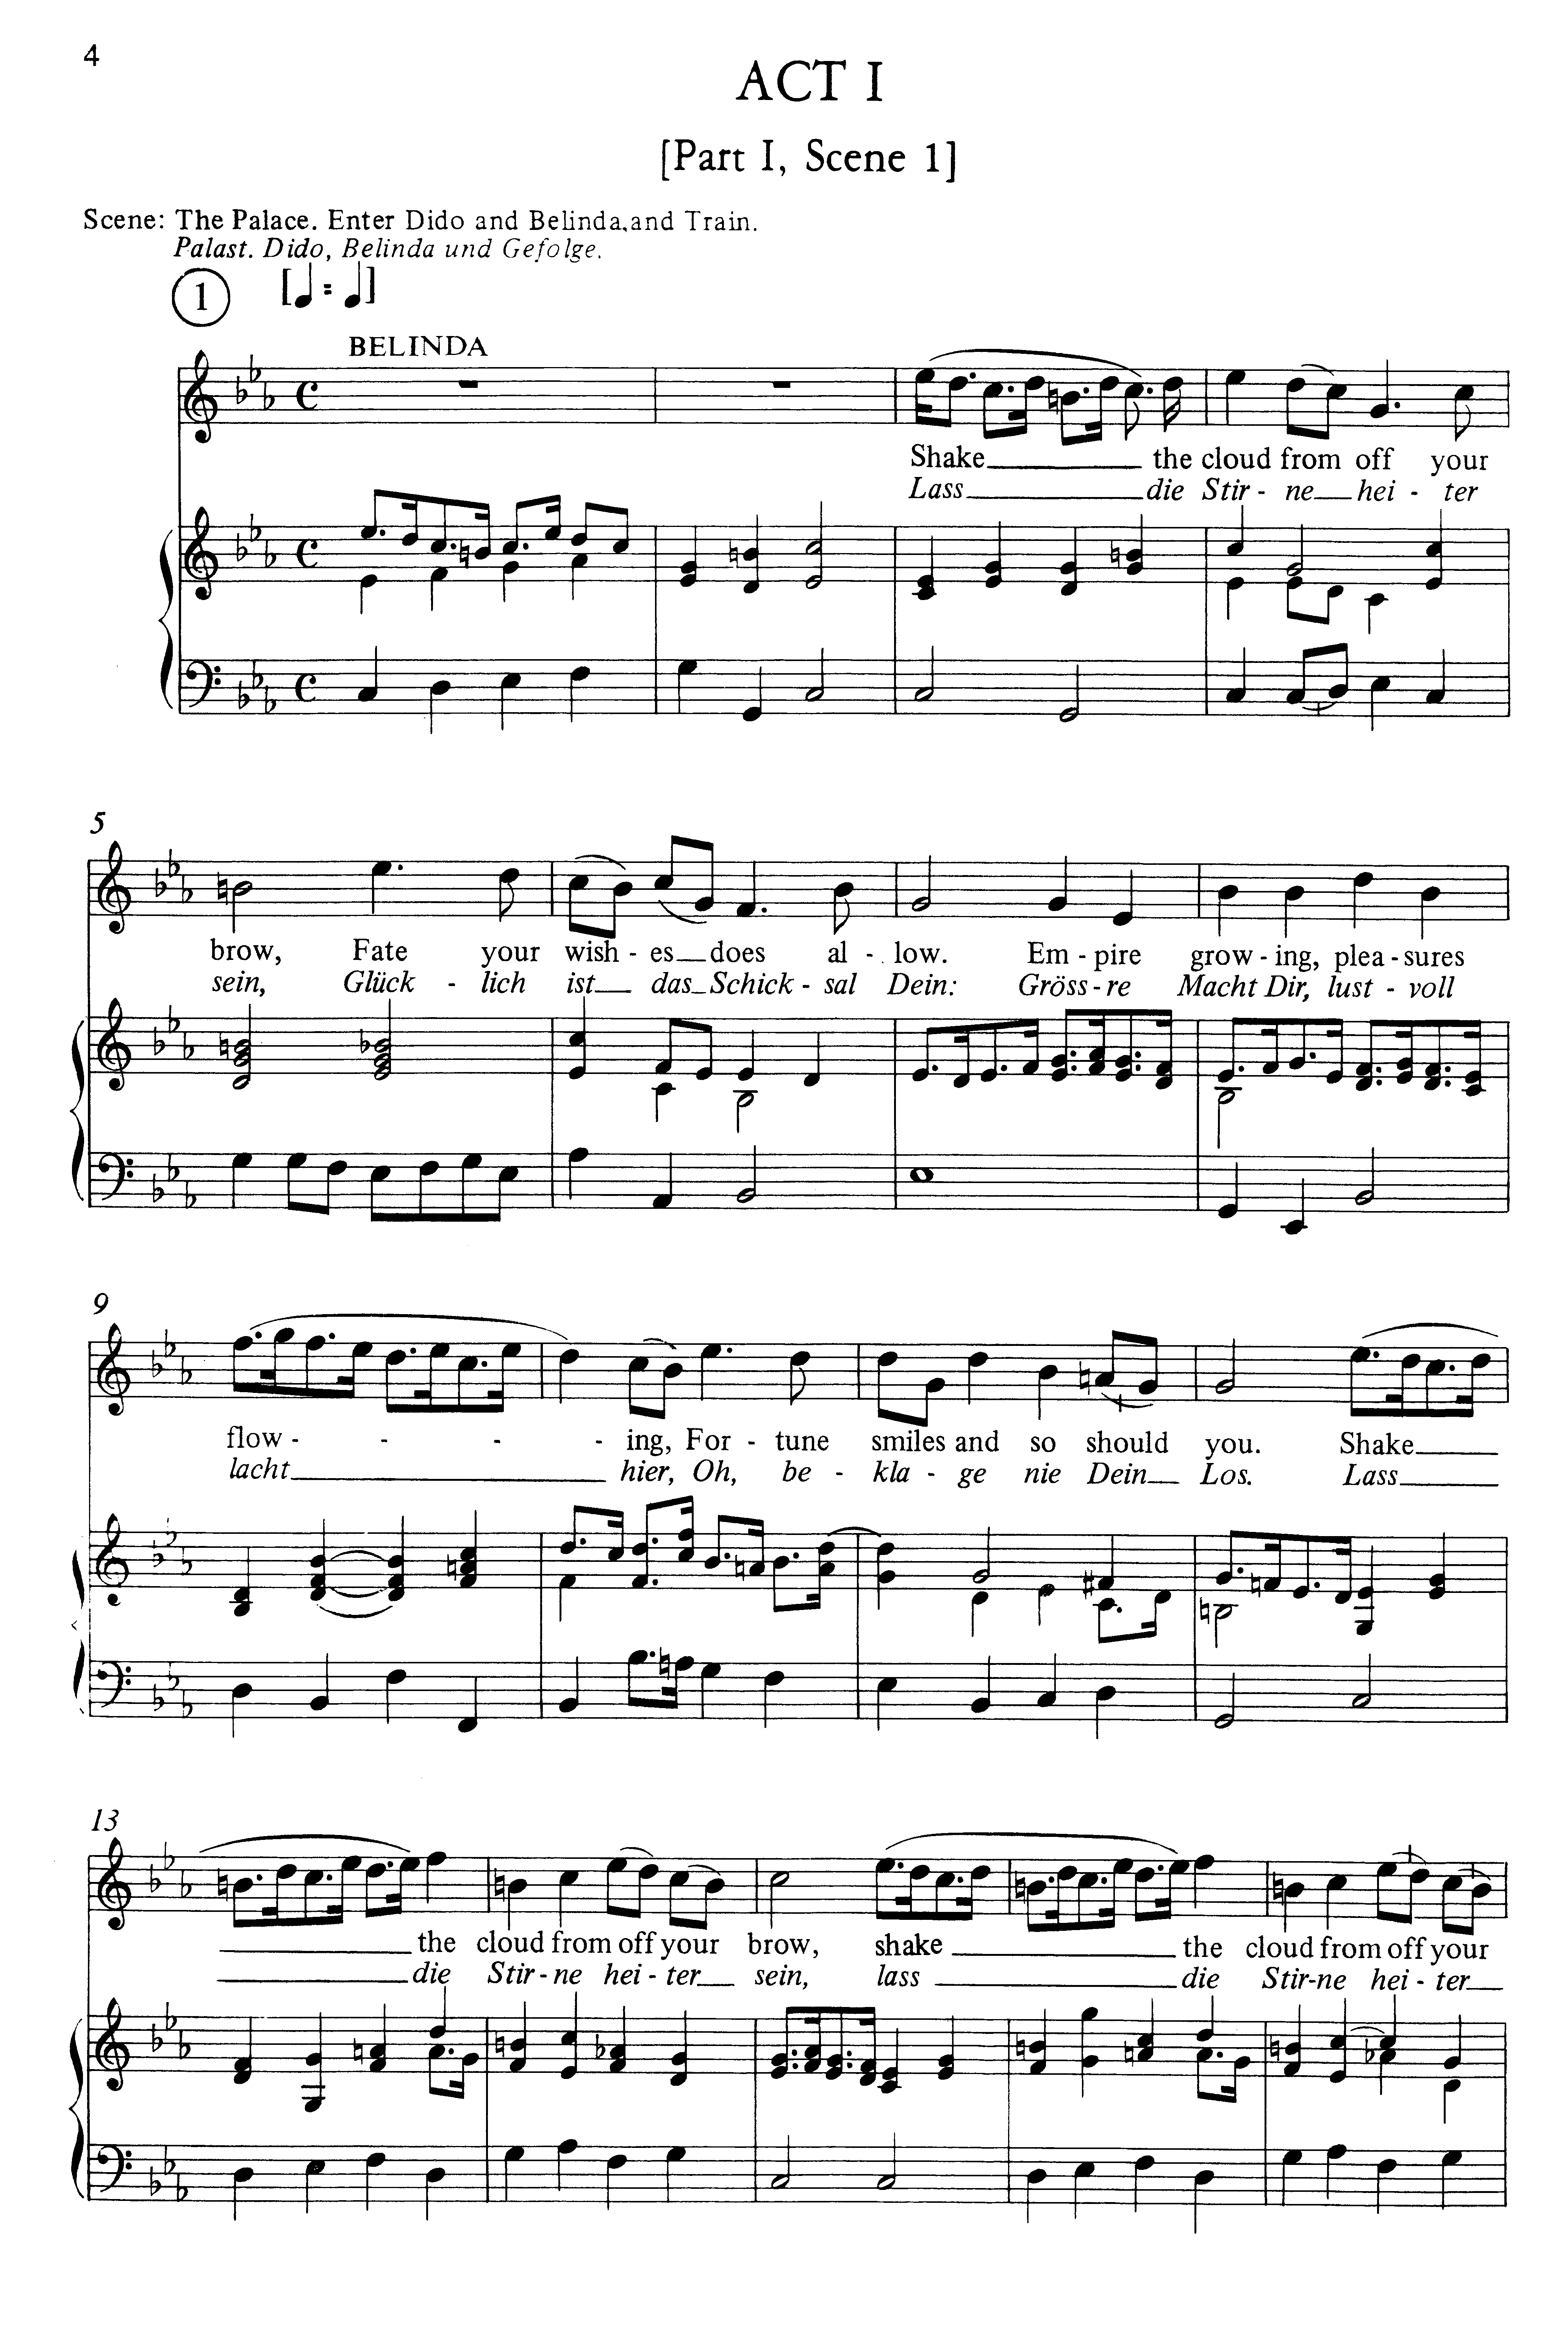 4
ACT I
[Part I, Scene 1]
Scene: The Palace. Enter Dido and Belinda, and Train.
Palast. Dido, Belinda und Gefolge.
1 [♩ = ♩]
BELINDA
Shake the cloud from off your
Lass die Stir - ne hei - ter
5
brow, Fate your wish - es does al - low. Em - pire grow - ing, plea - sures
sein, Glück - lich ist das Schick - sal Dein: Gröss - re Macht Dir, lust - voll
9
flow - - - - ing, For - tune smiles and so should you. Shake
lacht hier, Oh, be - kla - ge nie Dein Los. Lass
13
the cloud from off your brow, shake the cloud from off your
die Stir - ne hei - ter sein, lass die Stir-ne hei - ter